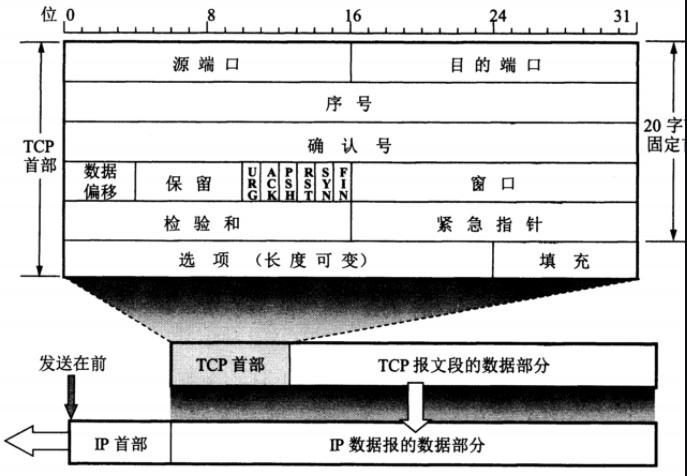 位 0 8 16 24 31
源端口 目的端口
序号
TCP 首部
确认号
20 字
固定
数据偏移 保留 URG ACK PSH RST SYN FIN 窗口
检验和 紧急指针
选项（长度可变） 填充
TCP 首部 TCP 报文段的数据部分
发送在前
IP 首部 IP 数据报的数据部分